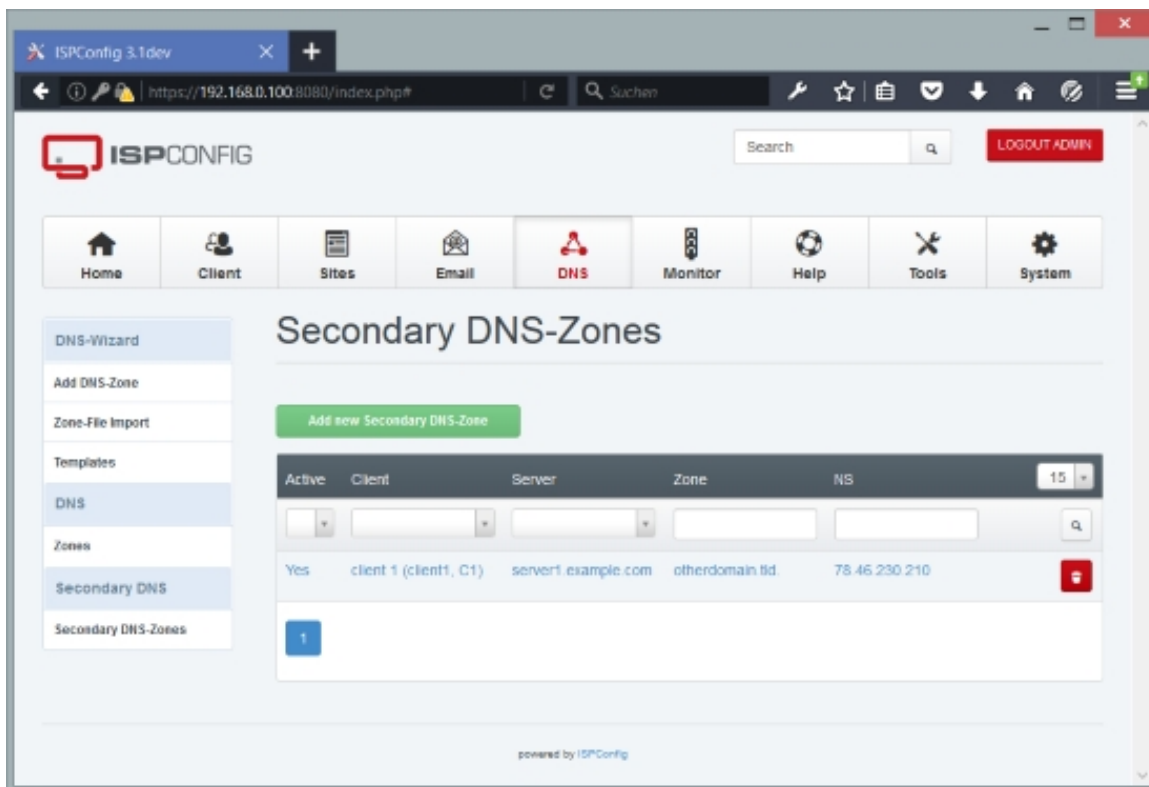 ISPConfig 3.1dev
https://192.168.0.100:8080/index.php#
Suchen
ISPCONFIG
Search
LOGOUT ADMIN
Home Client Sites Email DNS Monitor Help Tools System
DNS-Wizard
Add DNS-Zone
Zone-File Import
Templates
DNS
Zones
Secondary DNS
Secondary DNS-Zones
Secondary DNS-Zones
Add new Secondary DNS-Zone
Active Client Server Zone NS 15
Yes client 1 (client1, C1) server1.example.com otherdomain.tld. 78.46.230.210
1
powered by ISPConfig